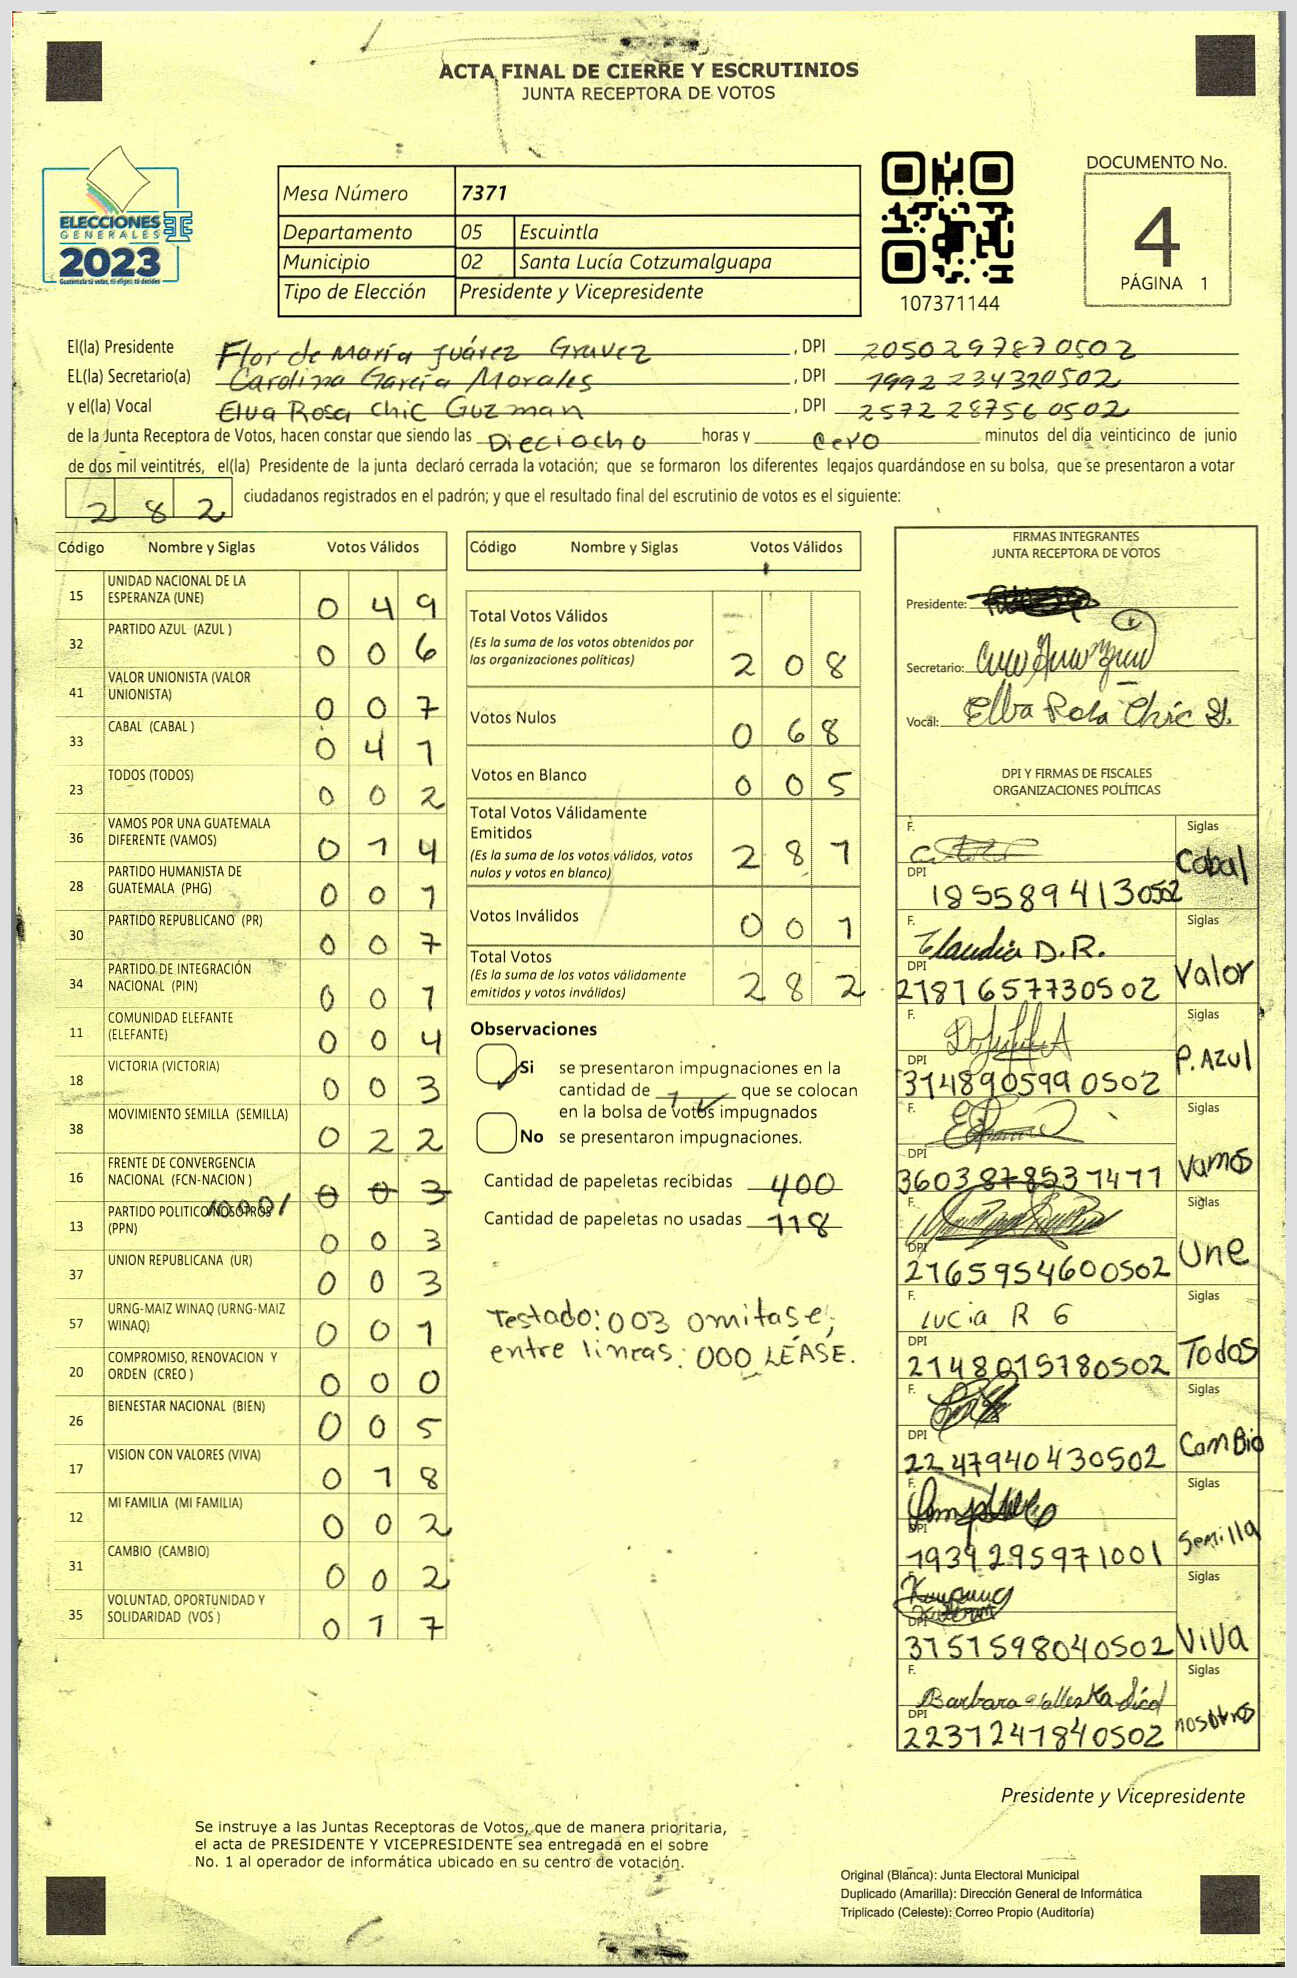 ACTA FINAL DE CIERRE Y ESCRUTINIOS
JUNTA RECEPTORA DE VOTOS
ELECCIONES
GENERALES
2023
Guatemala tú votas, tú eliges, tú decides
Mesa Número 7371
Departamento 05 Escuintla
Municipio 02 Santa Lucía Cotzumalguapa
Tipo de Elección Presidente y Vicepresidente
107371144
DOCUMENTO No.
4
PÁGINA 1
El(la) Presidente Flor de María Juárez Gravez , DPI 2050297870502
EL(la) Secretario(a) Carolina García Morales , DPI 1992234320502
y el(la) Vocal Elva Rosa Chic Guzman , DPI 2572287560502
de la Junta Receptora de Votos, hacen constar que siendo las Dieciocho horas y cero minutos del día veinticinco de junio
de dos mil veintitrés, el(la) Presidente de la junta declaró cerrada la votación; que se formaron los diferentes legajos quardándose en su bolsa, que se presentaron a votar
282 ciudadanos registrados en el padrón; y que el resultado final del escrutinio de votos es el siguiente:
Código Nombre y Siglas Votos Válidos
15 UNIDAD NACIONAL DE LA
ESPERANZA (UNE) 0 4 9
32 PARTIDO AZUL (AZUL ) 0 0 6
41 VALOR UNIONISTA (VALOR
UNIONISTA) 0 0 7
33 CABAL (CABAL ) 0 4 1
23 TODOS (TODOS) 0 0 2
36 VAMOS POR UNA GUATEMALA
DIFERENTE (VAMOS) 0 1 4
28 PARTIDO HUMANISTA DE
GUATEMALA (PHG) 0 0 1
30 PARTIDO REPUBLICANO (PR) 0 0 7
34 PARTIDO DE INTEGRACIÓN
NACIONAL (PIN) 0 0 1
11 COMUNIDAD ELEFANTE
(ELEFANTE) 0 0 4
18 VICTORIA (VICTORIA) 0 0 3
38 MOVIMIENTO SEMILLA (SEMILLA) 0 2 2
16 FRENTE DE CONVERGENCIA
NACIONAL (FCN-NACION ) 0 0 3
13 PARTIDO POLITICO NOSOTROS
(PPN) 0 0 3
37 UNION REPUBLICANA (UR) 0 0 3
57 URNG-MAIZ WINAQ (URNG-MAIZ
WINAQ) 0 0 1
20 COMPROMISO, RENOVACION Y
ORDEN (CREO ) 0 0 0
26 BIENESTAR NACIONAL (BIEN) 0 0 5
17 VISION CON VALORES (VIVA) 0 1 8
12 MI FAMILIA (MI FAMILIA) 0 0 2
31 CAMBIO (CAMBIO) 0 0 2
35 VOLUNTAD, OPORTUNIDAD Y
SOLIDARIDAD (VOS ) 0 1 7
Código Nombre y Siglas Votos Válidos
Total Votos Válidos
(Es la suma de los votos obtenidos por
las organizaciones políticas) 2 0 8
Votos Nulos 0 6 8
Votos en Blanco 0 0 5
Total Votos Válidamente
Emitidos
(Es la suma de los votos válidos, votos
nulos y votos en blanco) 2 8 1
Votos Inválidos 0 0 1
Total Votos
(Es la suma de los votos válidamente
emitidos y votos inválidos) 2 8 2
Observaciones
Si se presentaron impugnaciones en la
cantidad de 1 que se colocan
en la bolsa de votos impugnados
No se presentaron impugnaciones.
Cantidad de papeletas recibidas 400
Cantidad de papeletas no usadas 118
Testado: 003 omitase;
entre lineas: 000 LÉASE.
FIRMAS INTEGRANTES
JUNTA RECEPTORA DE VOTOS
Presidente:
Secretario:
Vocal: Elba Rosa Chic G.
DPI Y FIRMAS DE FISCALES
ORGANIZACIONES POLÍTICAS
F. Siglas
DPI 1855894130502 Cabal
F. Claudia D.R. Siglas
DPI 2181657730502 Valor
F. Siglas
DPI 3148905990502 P. AZUL
F. Siglas
DPI 3603878531477 Vamos
F. Siglas
DPI 2765954600502 Une
F. Lucia R G Siglas
DPI 2148015780502 Todos
F. Siglas
DPI 2247940430502 CamBio
F. Siglas
DPI 1939295971001 Semilla
F. Siglas
DPI 3151598040502 ViVA
F. Barbara Siglas
DPI 2231241840502 nosotros
Presidente y Vicepresidente
Se instruye a las Juntas Receptoras de Votos, que de manera prioritaria,
el acta de PRESIDENTE Y VICEPRESIDENTE sea entregada en el sobre
No. 1 al operador de informática ubicado en su centro de votación.
Original (Blanca): Junta Electoral Municipal
Duplicado (Amarilla): Dirección General de Informática
Triplicado (Celeste): Correo Propio (Auditoría)